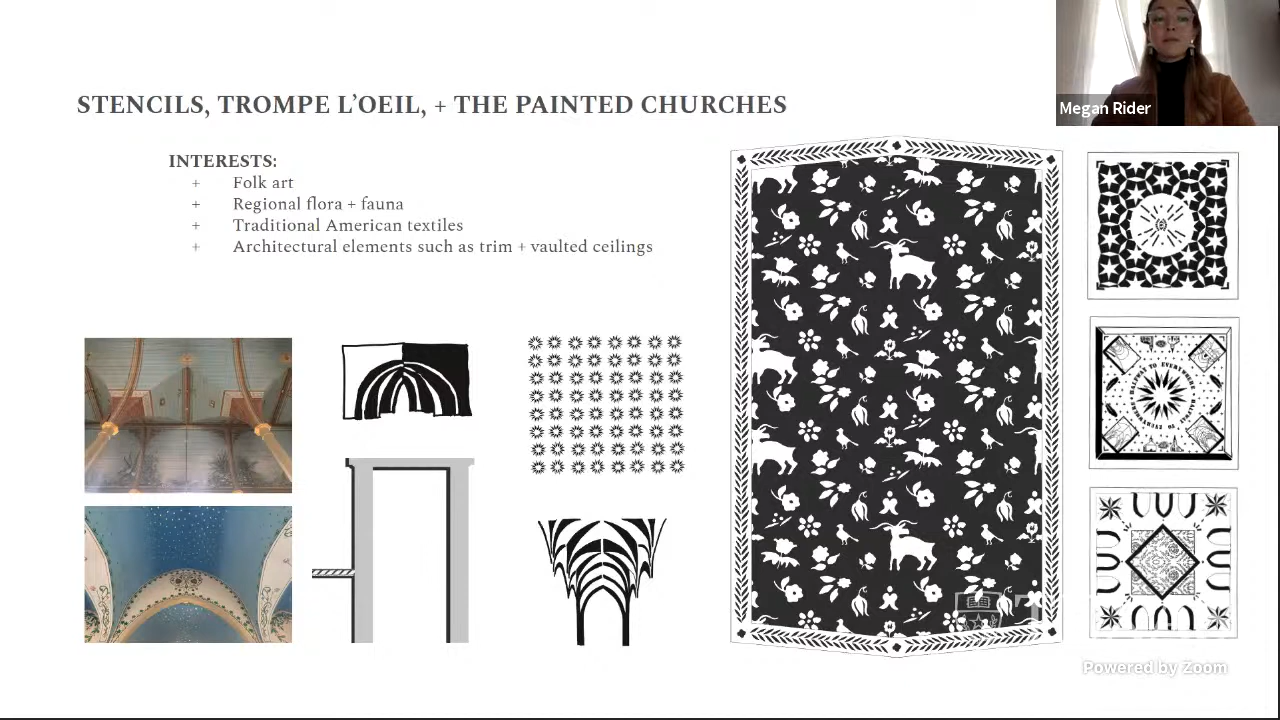 STENCILS, TROMPE L’OEIL, + THE PAINTED CHURCHES
Megan Rider
INTERESTS:
+ Folk art
+ Regional flora + fauna
+ Traditional American textiles
+ Architectural elements such as trim + vaulted ceilings
Powered by Zoom